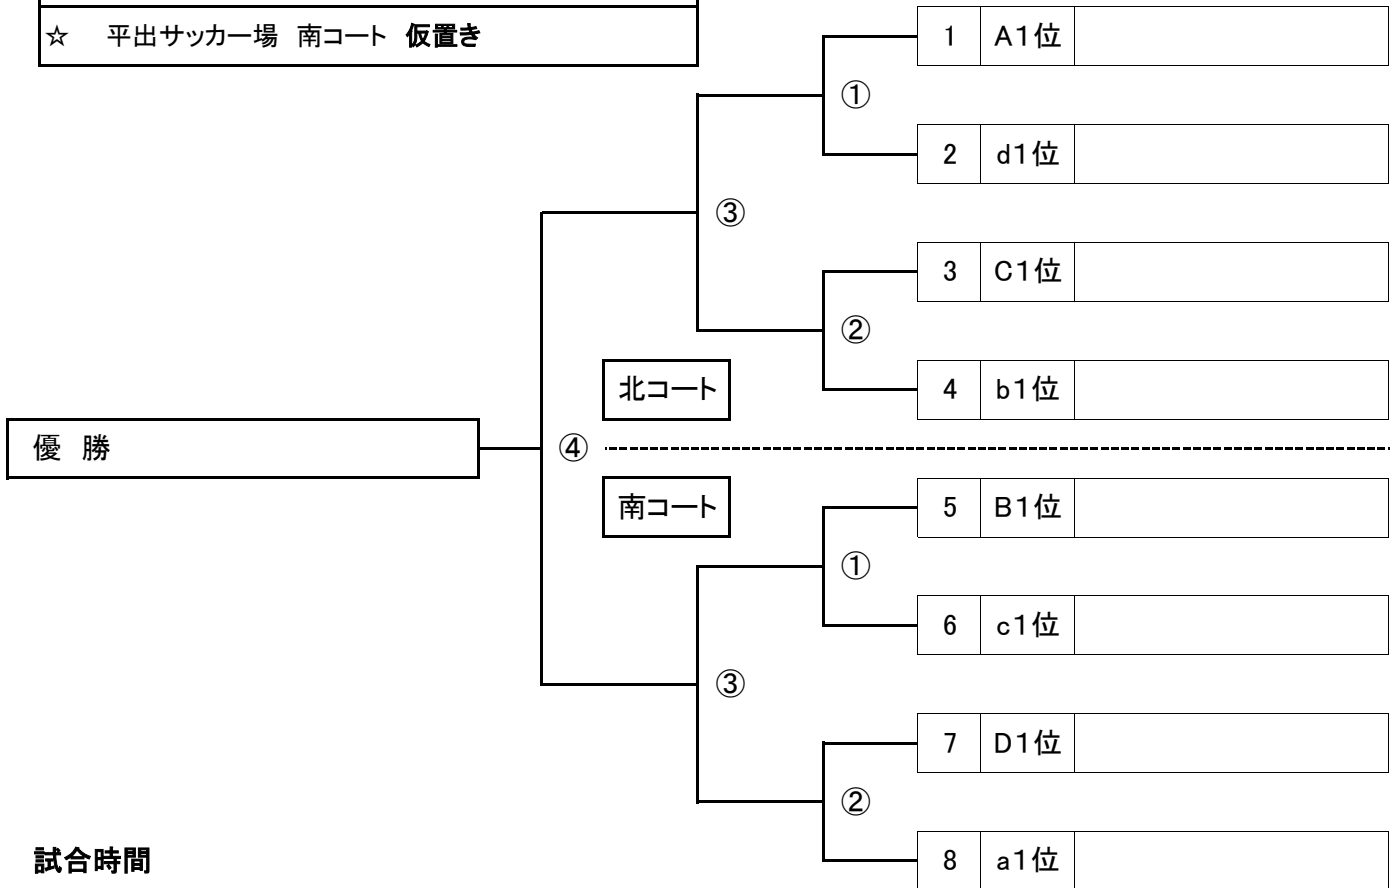 ☆　平出サッカー場　南コート　仮置き
1 A1位
①
2 d1位
③
3 C1位
②
北コート
4 b1位
優　勝
④
南コート
5 B1位
①
6 c1位
③
7 D1位
②
試合時間
8 a1位